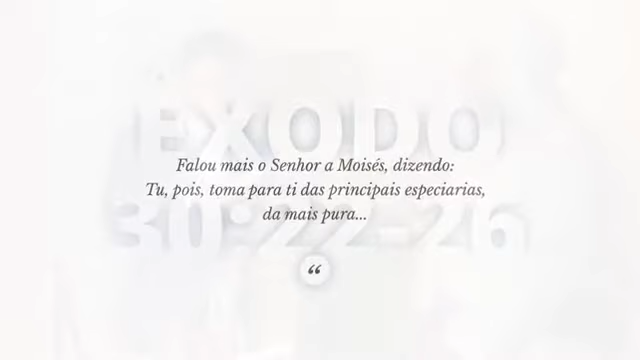 ÊXODO
Falou mais o Senhor a Moisés, dizendo:
Tu, pois, toma para ti das principais especiarias,
da mais pura...
30:22-26
“